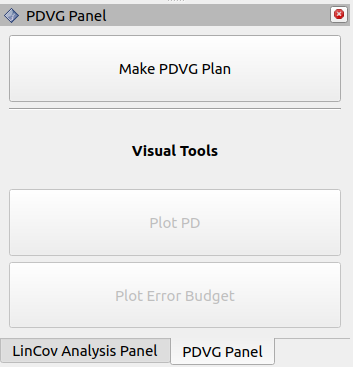 PDVG Panel
Make PDVG Plan
Visual Tools
Plot PD
Plot Error Budget
LinCov Analysis Panel
PDVG Panel